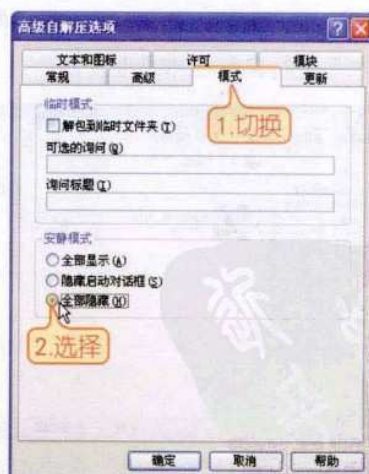 高级自解压选项
文本和图标 许可 模块
常规 高级 模式 更新
临时模式
解包到临时文件夹(T)
1.切换
可选的询问(Q)
询问标题(I)
安静模式
全部显示(A)
隐藏启动对话框(S)
全部隐藏(H)
2.选择
确定 取消 帮助